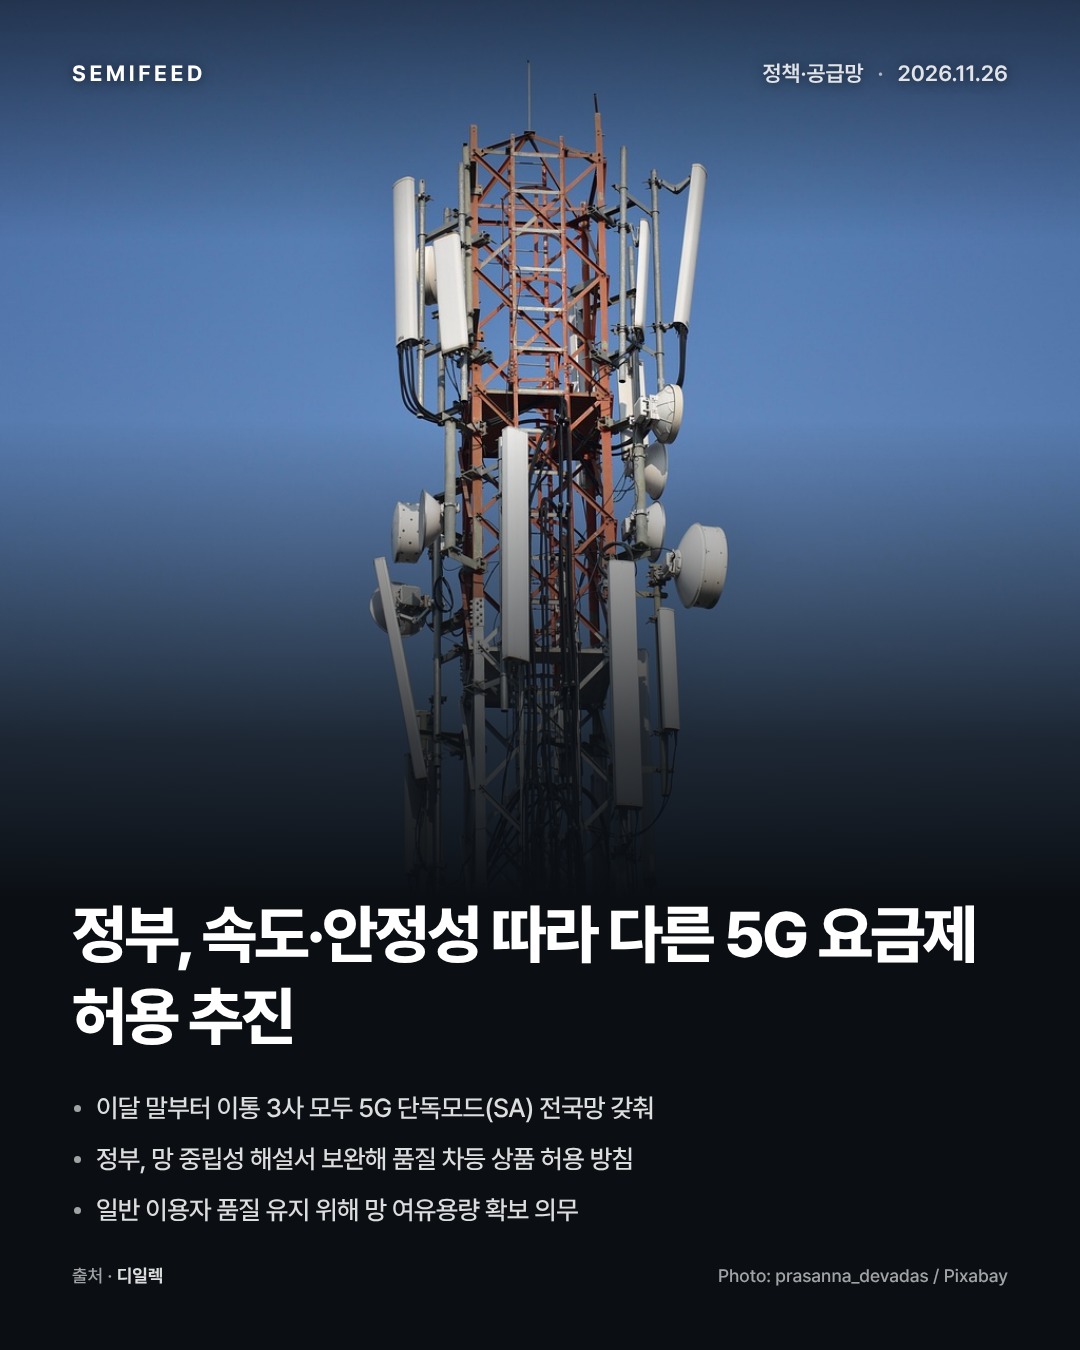 SEMIFEED
정책·공급망 · 2026.11.26
정부, 속도·안정성 따라 다른 5G 요금제
허용 추진
• 이달 말부터 이통 3사 모두 5G 단독모드(SA) 전국망 갖춰
• 정부, 망 중립성 해설서 보완해 품질 차등 상품 허용 방침
• 일반 이용자 품질 유지 위해 망 여유용량 확보 의무
출처 · 디일렉
Photo: prasanna_devadas / Pixabay